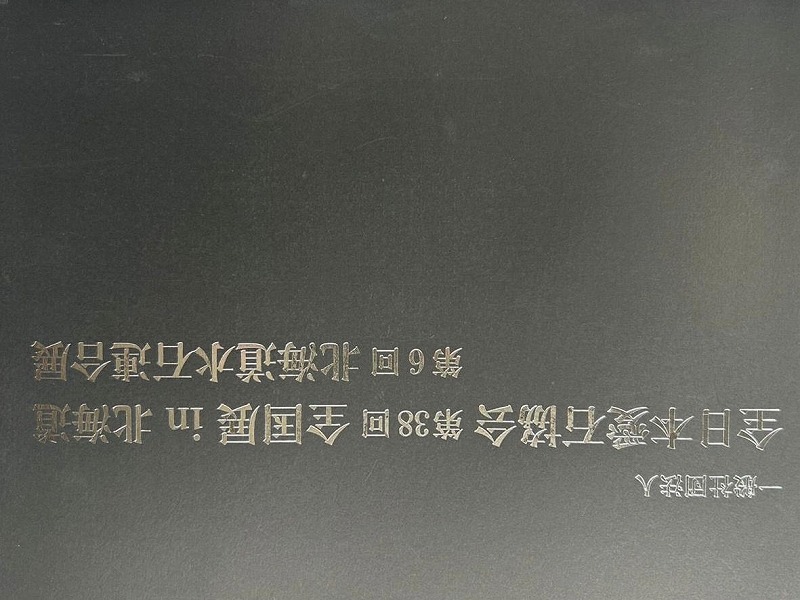 一般社団法人
全日本愛石協会 第38回 全国展 in 北海道
第6回 北海道水石連合展